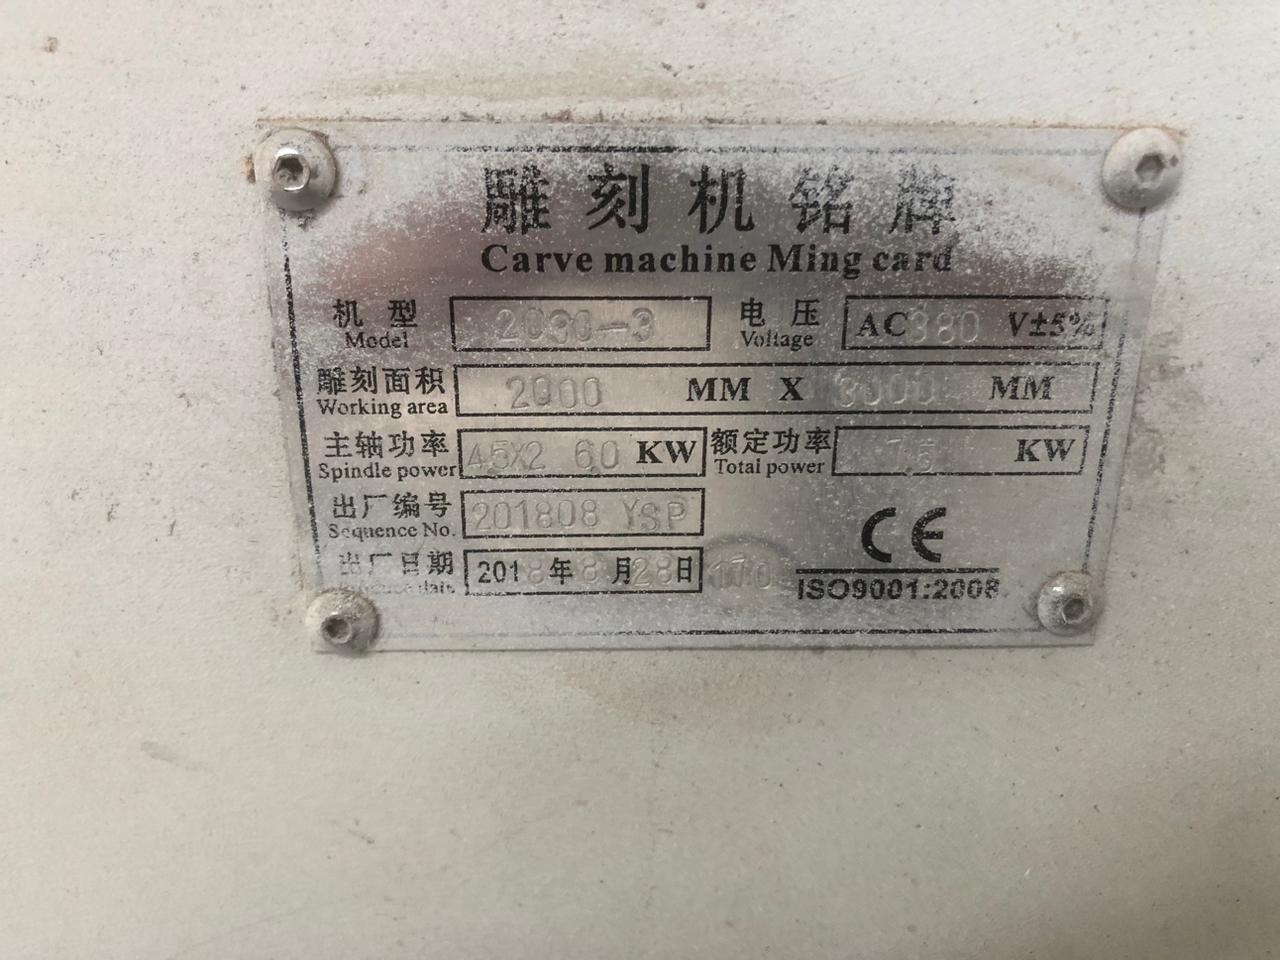 雕刻机铭牌
Carve machine Ming card
机型 2030-3 电压 AC 380 V±5%
Model Voltage
雕刻面积 2000 MM X 3000 MM
Working area
主轴功率 4.5X2 6.0 KW 额定功率 KW
Spindle power Total power
出厂编号 201808 YSP
Sequence No.
出厂日期 2018年8月28日 170
CE
ISO9001:2008